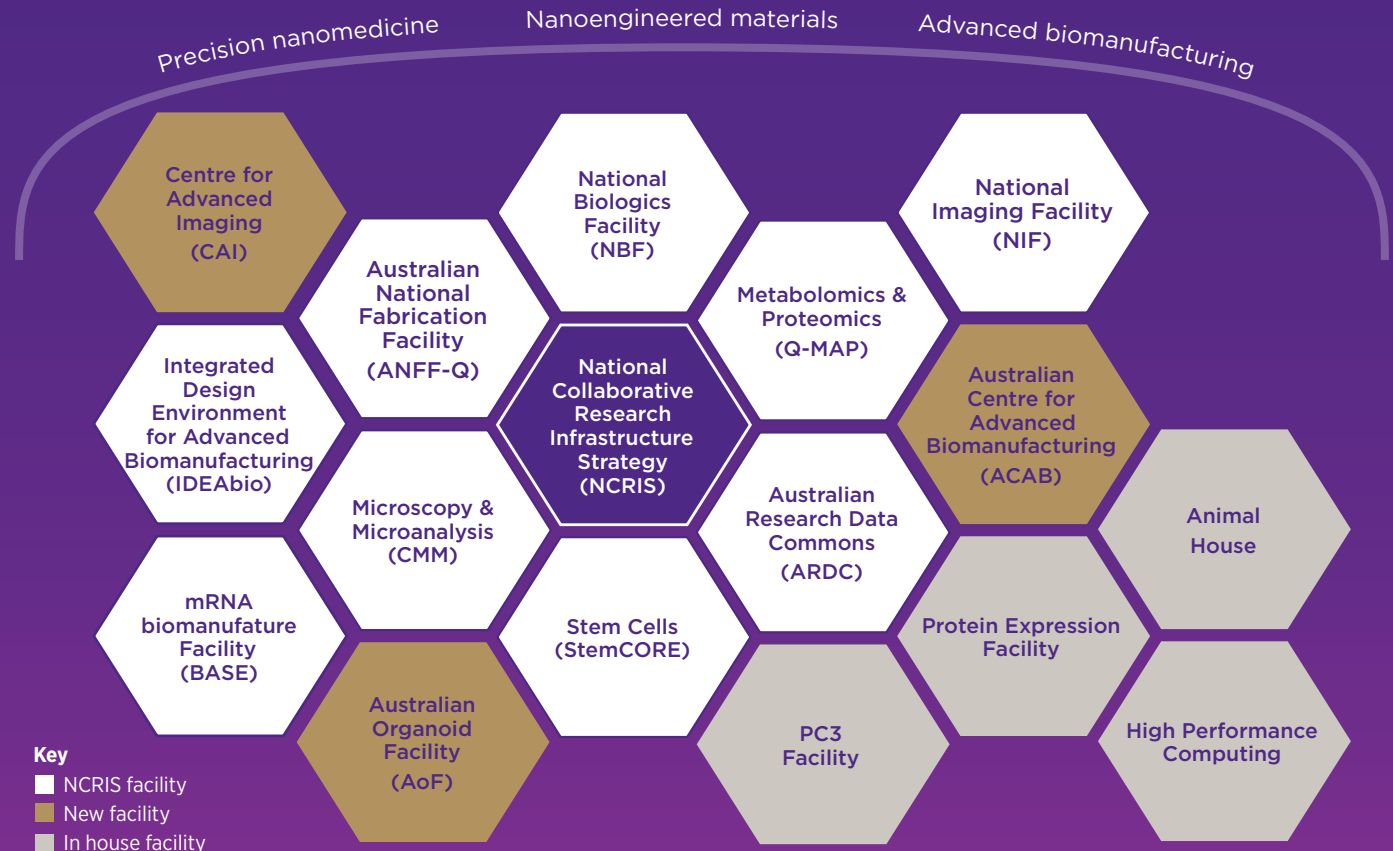 Precision nanomedicine
Nanoengineered materials
Advanced biomanufacturing
Centre for
Advanced
Imaging
(CAI)
National
Biologics
Facility
(NBF)
National
Imaging Facility
(NIF)
Australian
National
Fabrication
Facility
(ANFF-Q)
Metabolomics &
Proteomics
(Q-MAP)
Integrated
Design
Environment
for Advanced
Biomanufacturing
(IDEAbio)
National
Collaborative
Research
Infrastructure
Strategy
(NCRIS)
Australian
Centre for
Advanced
Biomanufacturing
(ACAB)
Microscopy &
Microanalysis
(CMM)
Australian
Research Data
Commons
(ARDC)
Animal
House
mRNA
biomanufature
Facility
(BASE)
Stem Cells
(StemCORE)
Protein Expression
Facility
Australian
Organoid
Facility
(AoF)
PC3
Facility
High Performance
Computing
Key
NCRIS facility
New facility
In house facility